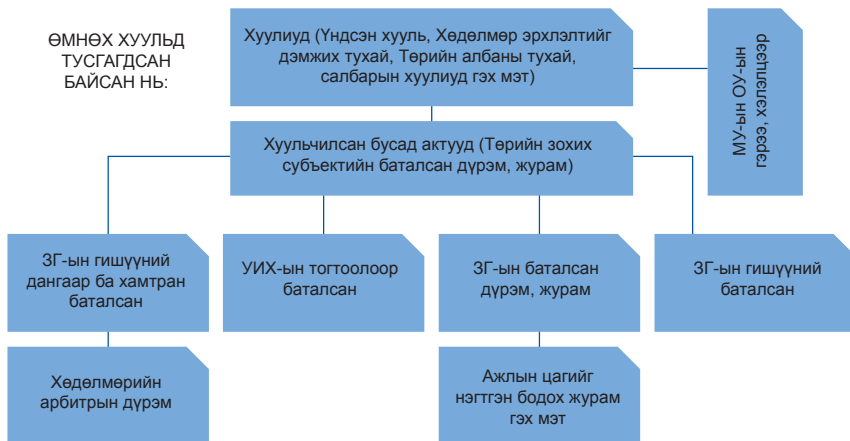 ӨМНӨХ ХУУЛЬД
ТУСГАГДСАН
БАЙСАН НЬ:
Хуулиуд (Үндсэн хууль, Хөдөлмөр эрхлэлтийг
дэмжих тухай, Төрийн албаны тухай,
салбарын хуулиуд гэх мэт)
МУ-ын ОУ-ын
гэрээ, хэлэлцээр
Хуульчилсан бусад актууд (Төрийн зохих
субъектийн баталсан дүрэм, журам)
ЗГ-ын гишүүний
дангаар ба хамтран
баталсан
УИХ-ын тогтоолоор
баталсан
ЗГ-ын баталсан
дүрэм, журам
ЗГ-ын гишүүний
баталсан
Хөдөлмөрийн
арбитрын дүрэм
Ажлын цагийг
нэгтгэн бодох журам
гэх мэт